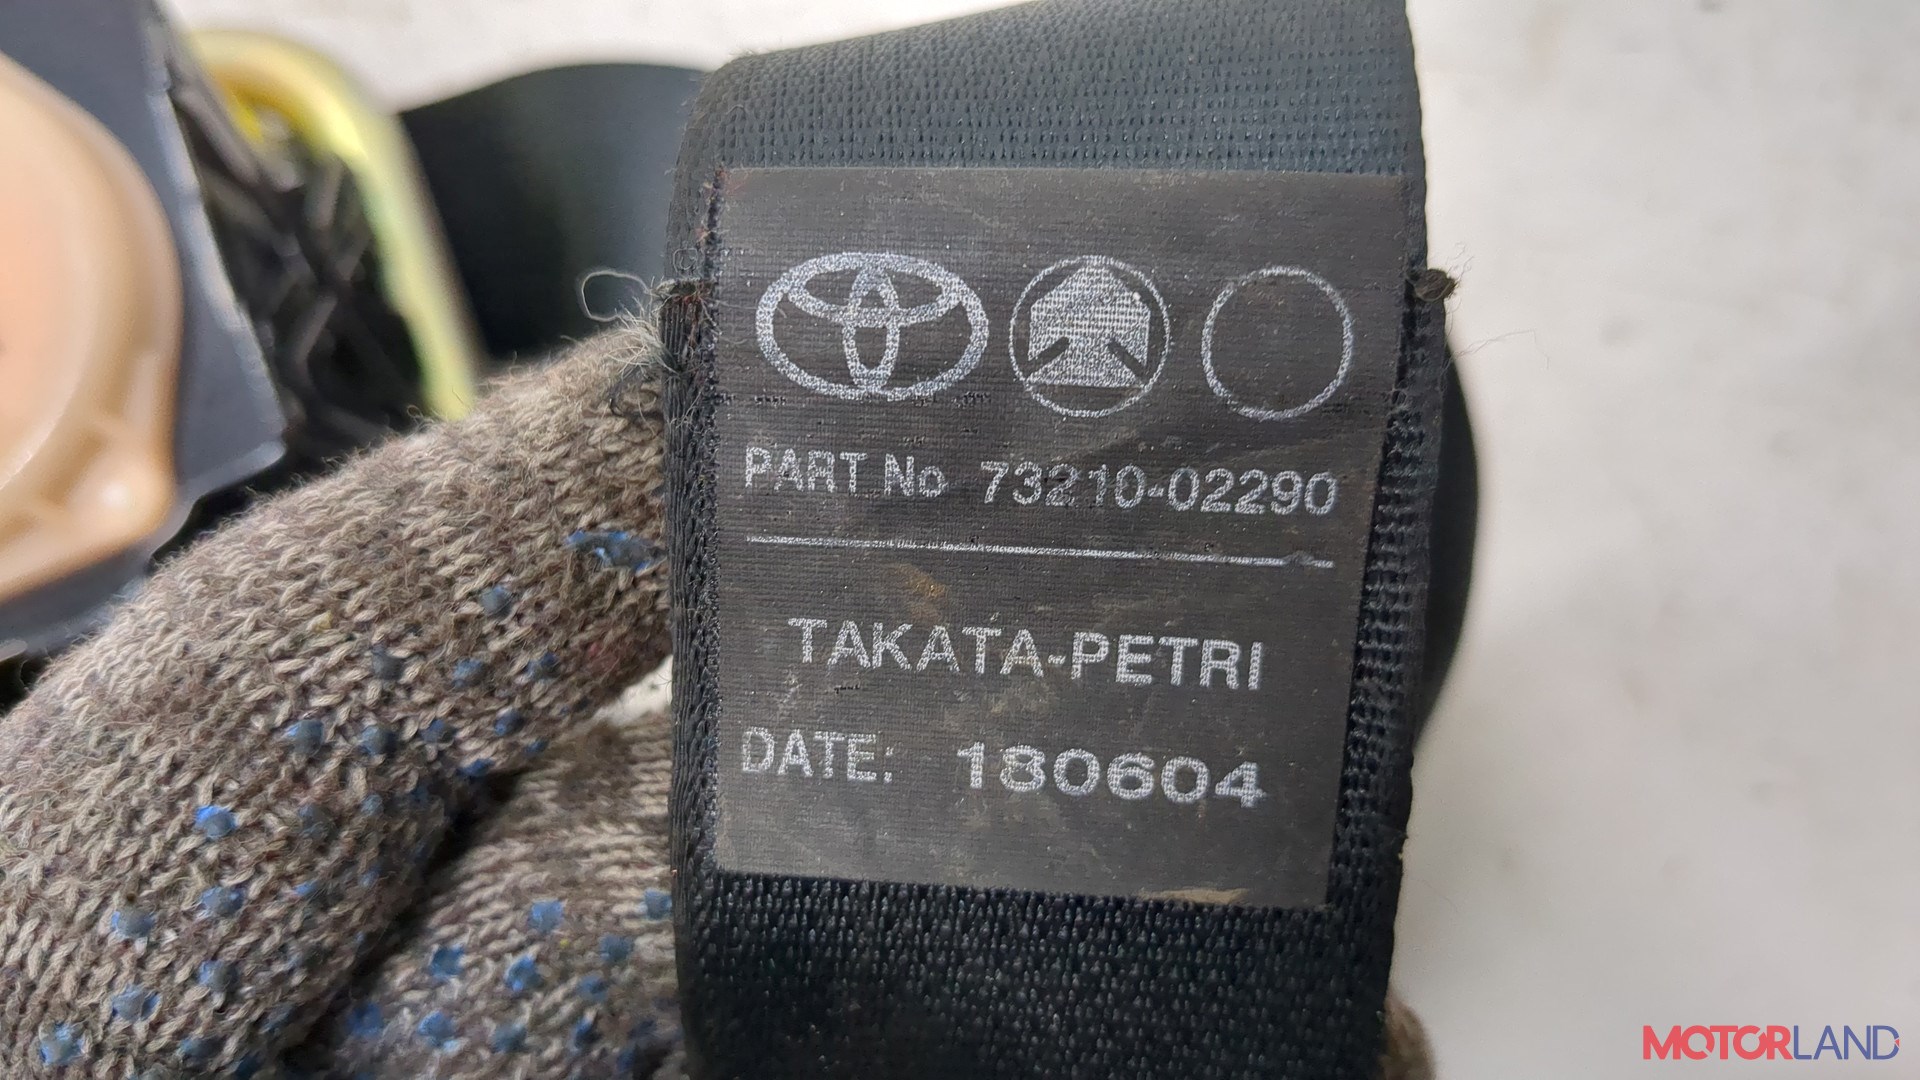 PART No 73210-02290
TAKATA-PETRI
DATE: 180604
MOTORLAND